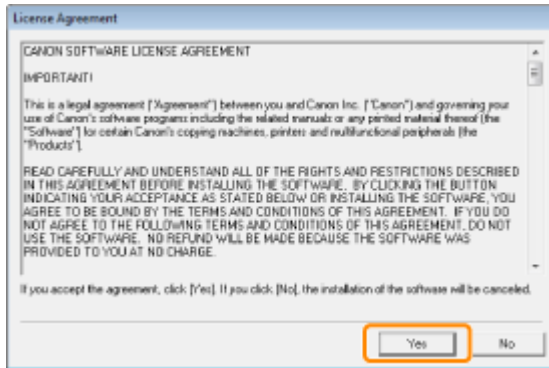 License Agreement
CANON SOFTWARE LICENSE AGREEMENT
IMPORTANT!
This is a legal agreement ("Agreement") between you and Canon Inc. ("Canon") and governing your
use of Canon's software programs including the related manuals or any printed material thereof (the
"Software") for certain Canon's copying machines, printers and multifunctional peripherals (the
"Products").
READ CAREFULLY AND UNDERSTAND ALL OF THE RIGHTS AND RESTRICTIONS DESCRIBED
IN THIS AGREEMENT BEFORE INSTALLING THE SOFTWARE. BY CLICKING THE BUTTON
INDICATING YOUR ACCEPTANCE AS STATED BELOW OR INSTALLING THE SOFTWARE, YOU
AGREE TO BE BOUND BY THE TERMS AND CONDITIONS OF THIS AGREEMENT. IF YOU DO
NOT AGREE TO THE FOLLOWING TERMS AND CONDITIONS OF THIS AGREEMENT, DO NOT
USE THE SOFTWARE. NO REFUND WILL BE MADE BECAUSE THE SOFTWARE WAS
PROVIDED TO YOU AT NO CHARGE.
If you accept the agreement, click [Yes]. If you click [No], the installation of the software will be canceled.
Yes
No